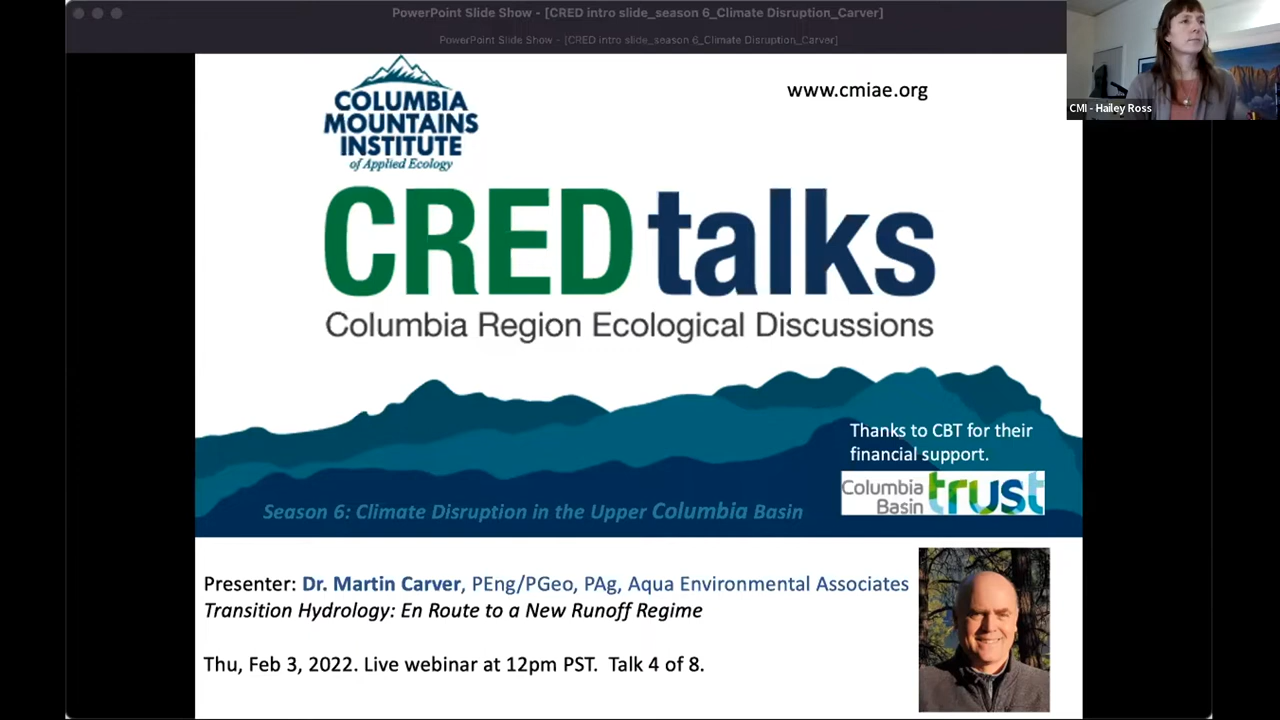 PowerPoint Slide Show - [CRED intro slide_season 6_Climate Disruption_Carver]
PowerPoint Slide Show - [CRED intro slide_season 6_Climate Disruption_Carver]
CMI - Hailey Ross
COLUMBIA
MOUNTAINS
INSTITUTE
of Applied Ecology
www.cmiae.org
CRED talks
Columbia Region Ecological Discussions
Thanks to CBT for their
financial support.
Columbia
Basin
trust
Season 6: Climate Disruption in the Upper Columbia Basin
Presenter: Dr. Martin Carver, PEng/PGeo, PAg, Aqua Environmental Associates
Transition Hydrology: En Route to a New Runoff Regime
Thu, Feb 3, 2022. Live webinar at 12pm PST.  Talk 4 of 8.